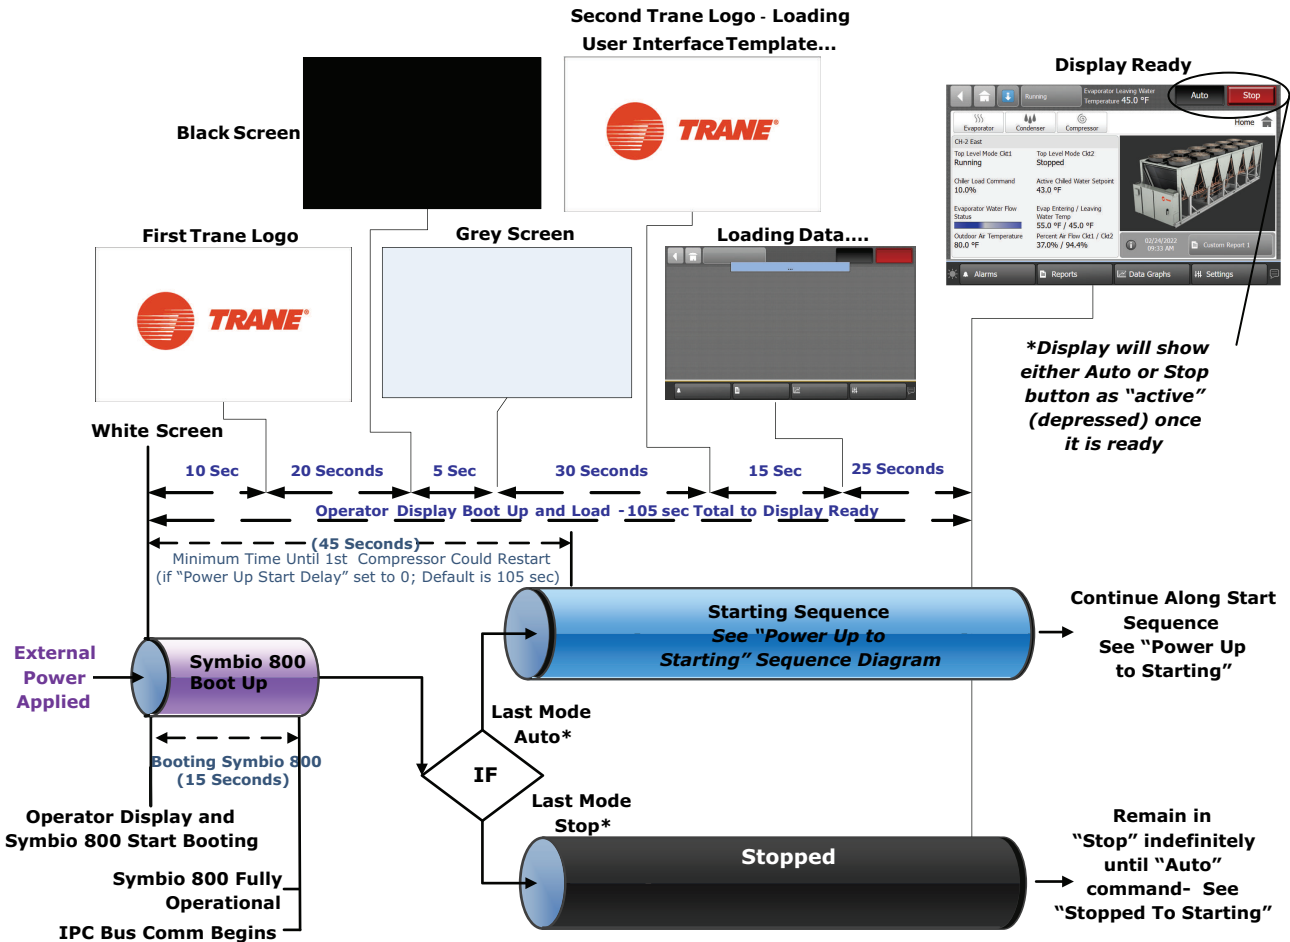 Second Trane Logo - Loading
User Interface Template...
Display Ready
Black Screen
TRANE®
Running
Evaporator Leaving Water
Temperature 45.0 °F
Auto
Stop
Evaporator
Condenser
Compressor
Home
CH-2 East
Top Level Mode Ckt1
Running
Top Level Mode Ckt2
Stopped
Chiller Load Command
10.0%
Active Chilled Water Setpoint
43.0 °F
Evaporator Water Flow
Status
Evap Entering / Leaving
Water Temp
55.0 °F / 45.0 °F
Outdoor Air Temperature
80.0 °F
Percent Air Flow Ckt1 / Ckt2
37.0% / 94.4%
02/24/2022
09:33 AM
Custom Report 1
Alarms
Reports
Data Graphs
Settings
First Trane Logo
Grey Screen
Loading Data....
...
TRANE®
*Display will show
either Auto or Stop
button as “active”
(depressed) once
it is ready
White Screen
10 Sec
20 Seconds
5 Sec
30 Seconds
15 Sec
25 Seconds
Operator Display Boot Up and Load - 105 sec Total to Display Ready
(45 Seconds)
Minimum Time Until 1st Compressor Could Restart
(if “Power Up Start Delay” set to 0; Default is 105 sec)
External
Power
Applied
Symbio 800
Boot Up
Starting Sequence
See “Power Up to
Starting” Sequence Diagram
Continue Along Start
Sequence
See “Power Up
to Starting”
Last Mode
Auto*
IF
Booting Symbio 800
(15 Seconds)
Last Mode
Stop*
Operator Display and
Symbio 800 Start Booting
Stopped
Remain in
“Stop” indefinitely
until “Auto”
command- See
“Stopped To Starting”
Symbio 800 Fully
Operational
IPC Bus Comm Begins